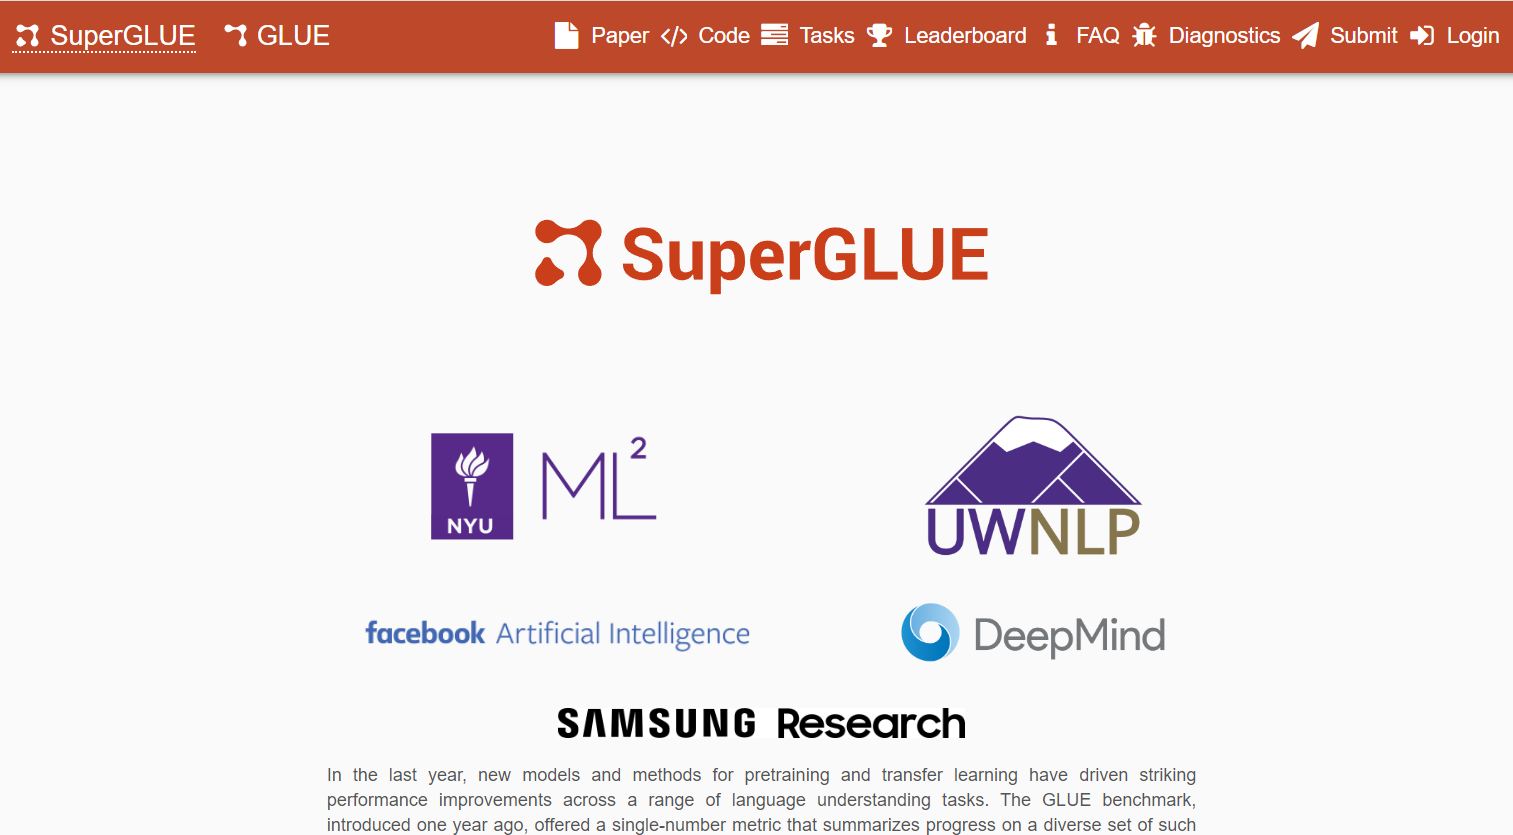 SuperGLUE GLUE Paper Code Tasks Leaderboard FAQ Diagnostics Submit Login
SuperGLUE
NYU ML²
UWNLP
facebook Artificial Intelligence
DeepMind
SAMSUNG Research
In the last year, new models and methods for pretraining and transfer learning have driven striking
performance improvements across a range of language understanding tasks. The GLUE benchmark,
introduced one year ago, offered a single-number metric that summarizes progress on a diverse set of such